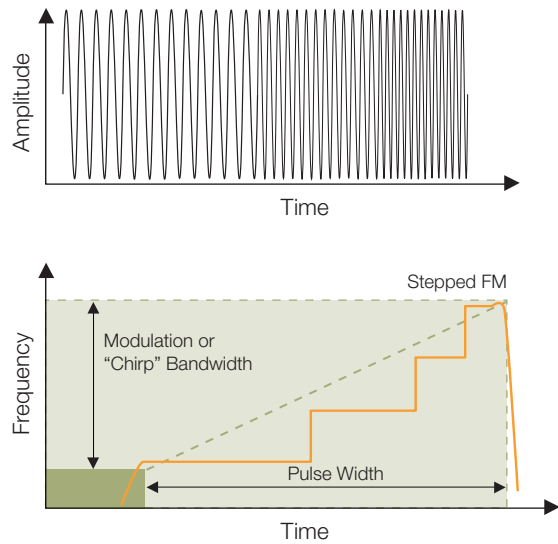 Amplitude
Time
Stepped FM
Modulation or
“Chirp” Bandwidth
Frequency
Pulse Width
Time